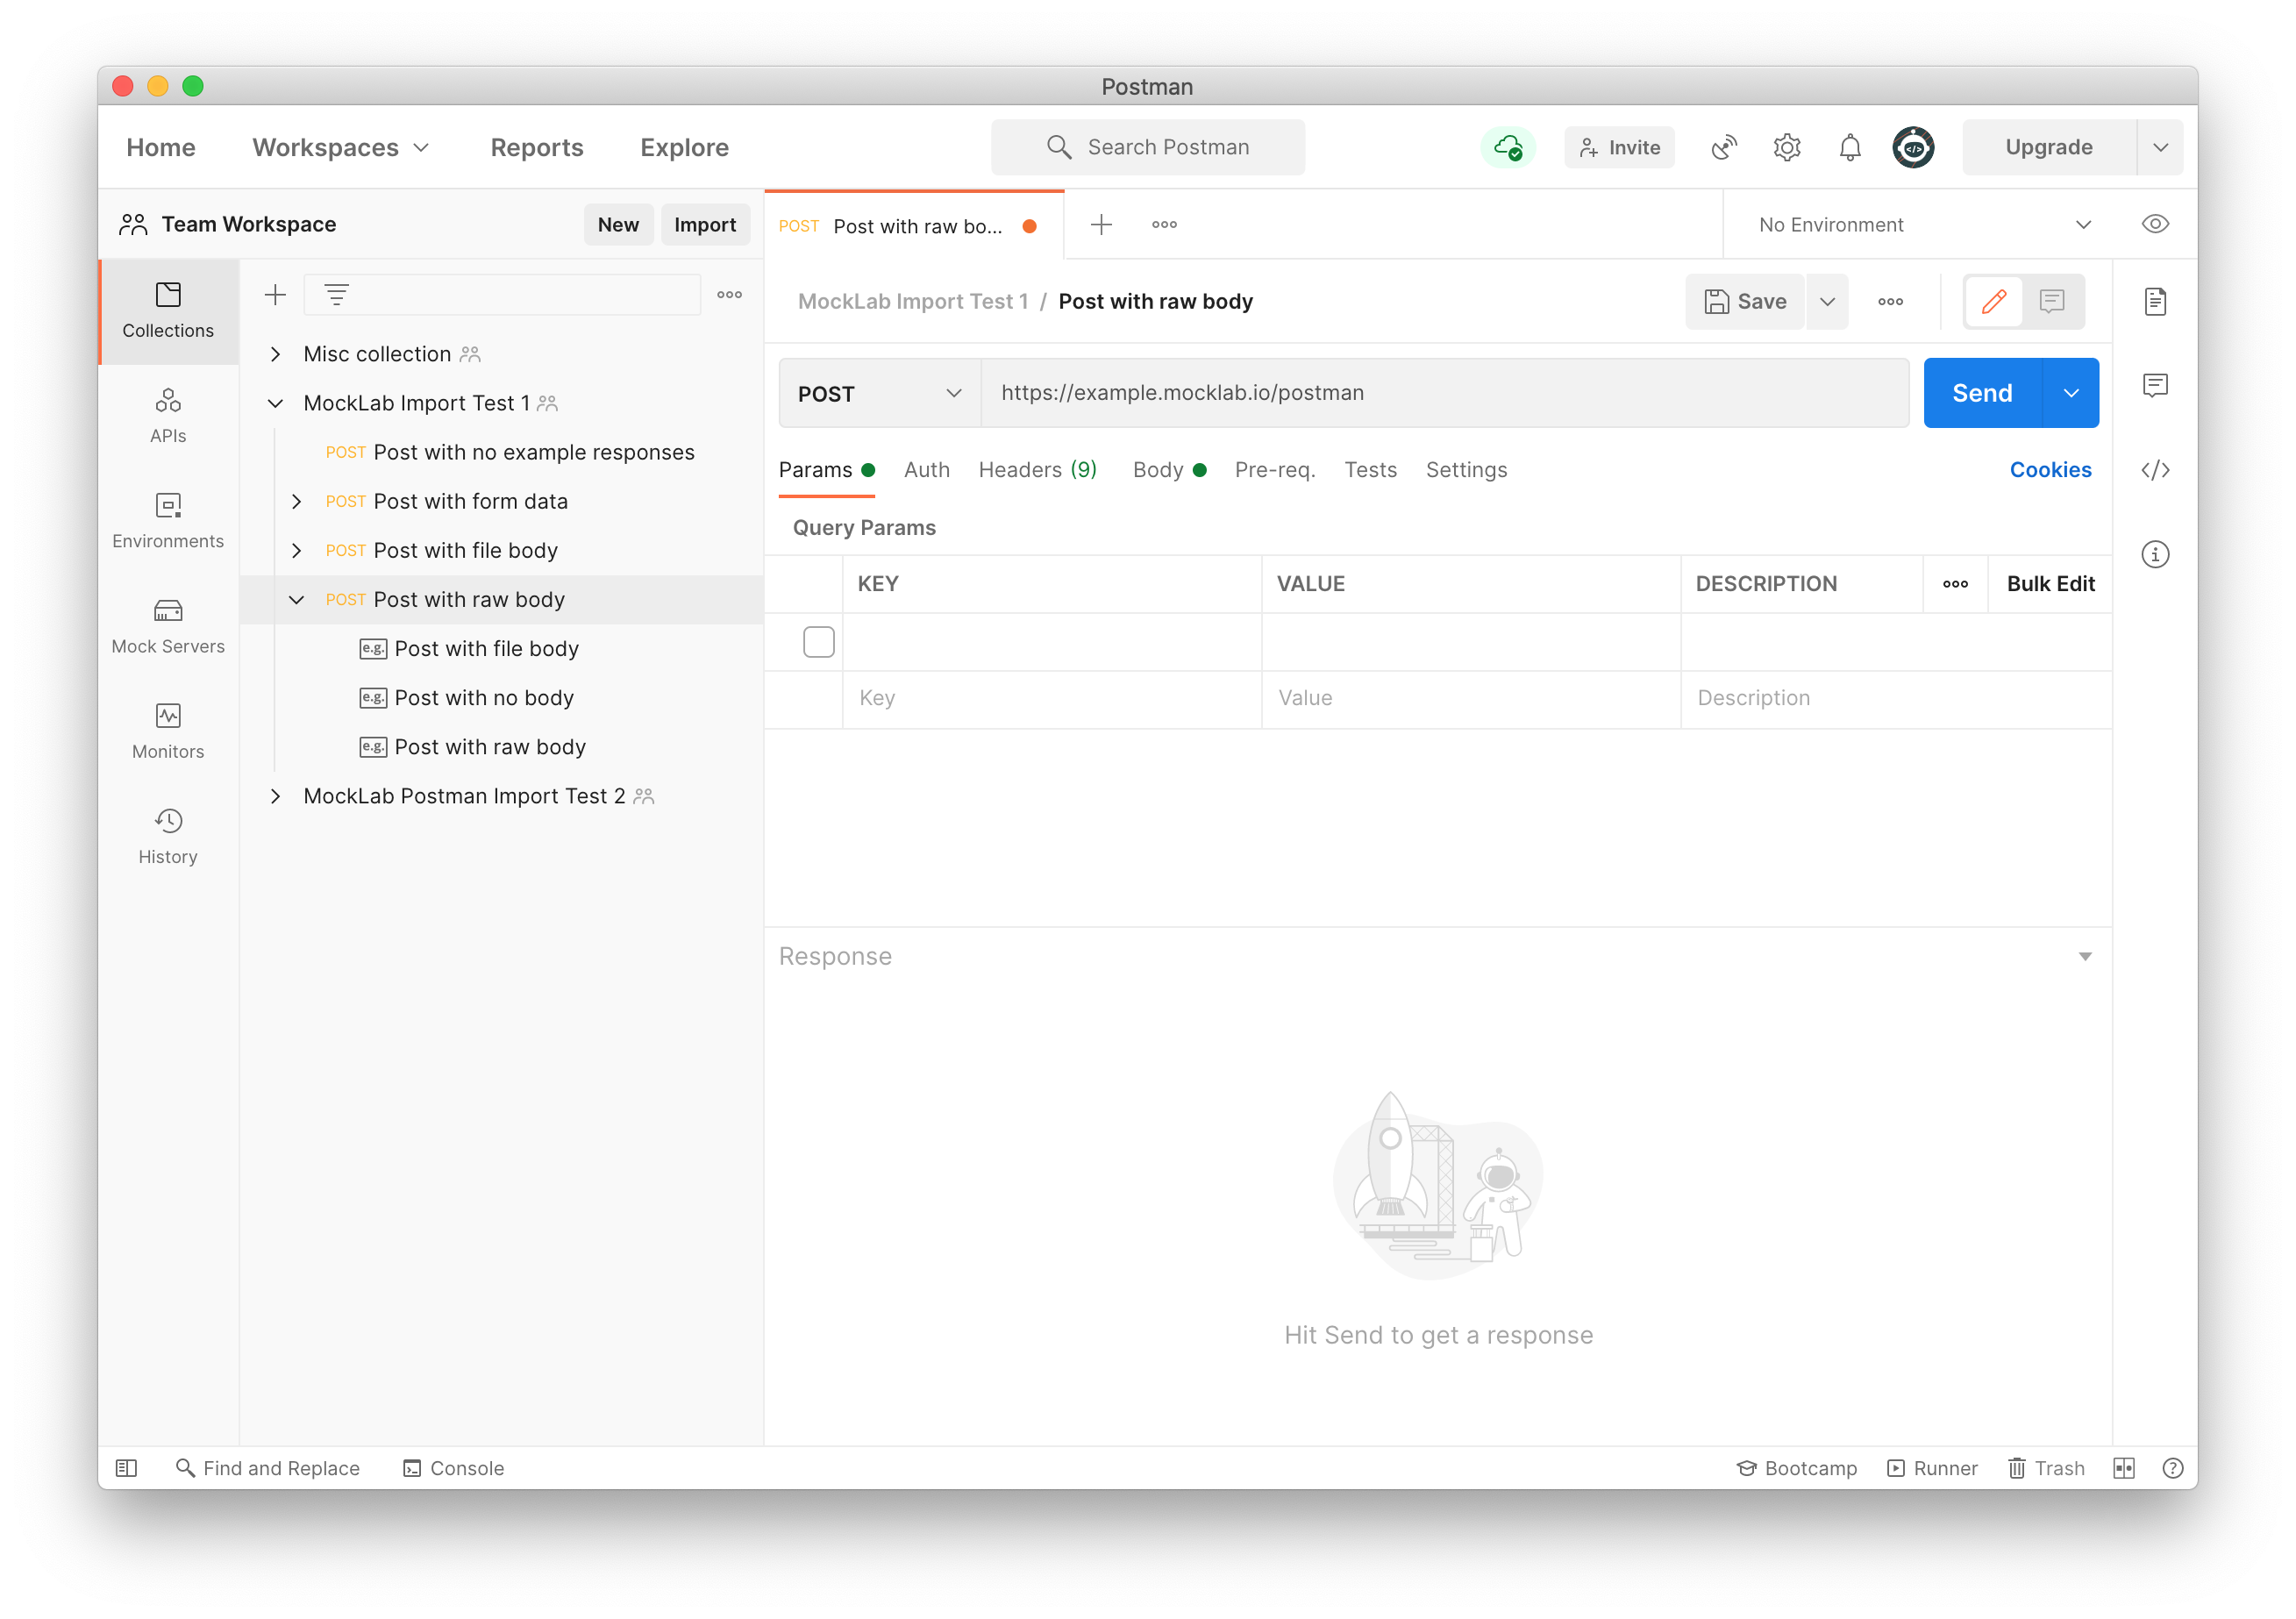 Postman
Home Workspaces Reports Explore Search Postman Invite Upgrade
Team Workspace New Import
POST Post with raw bo... No Environment
Collections
APIs
Environments
Mock Servers
Monitors
History
Misc collection
MockLab Import Test 1
POST Post with no example responses
POST Post with form data
POST Post with file body
POST Post with raw body
e.g. Post with file body
e.g. Post with no body
e.g. Post with raw body
MockLab Postman Import Test 2
MockLab Import Test 1 / Post with raw body Save
POST https://example.mocklab.io/postman Send
Params Auth Headers (9) Body Pre-req. Tests Settings Cookies
Query Params
KEY VALUE DESCRIPTION Bulk Edit
Key Value Description
Response
Hit Send to get a response
Find and Replace Console Bootcamp Runner Trash